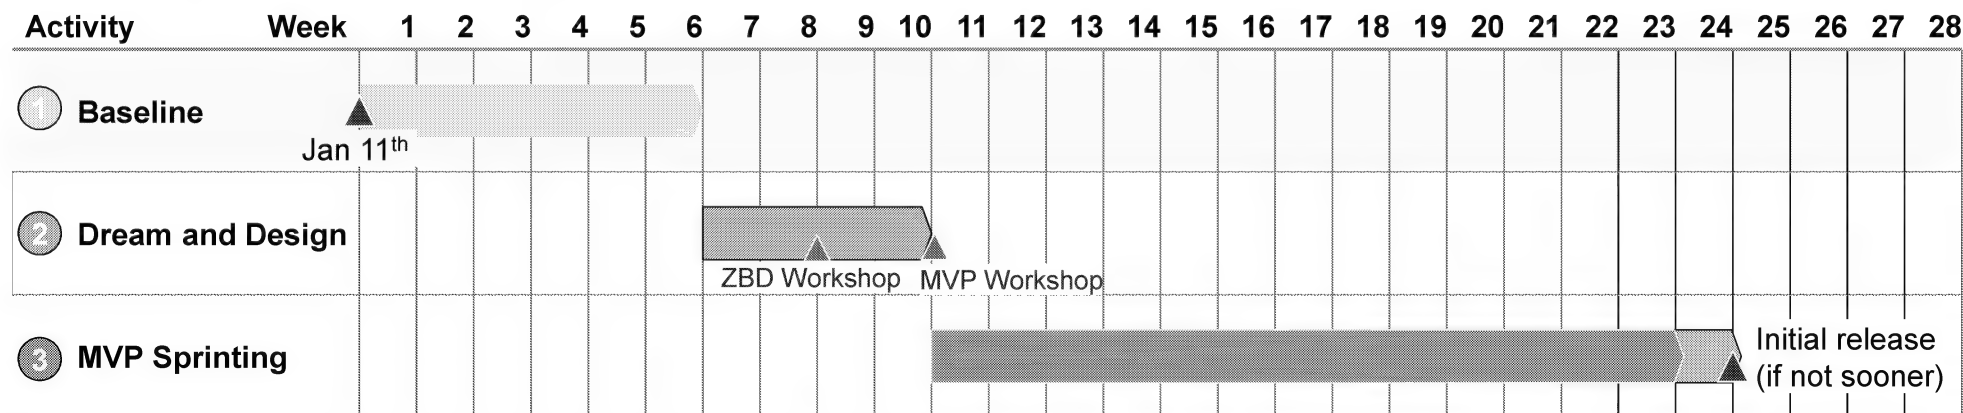 Activity Week 1 2 3 4 5 6 7 8 9 10 11 12 13 14 15 16 17 18 19 20 21 22 23 24 25 26 27 28
1 Baseline
Jan 11th
2 Dream and Design
ZBD Workshop MVP Workshop
3 MVP Sprinting
Initial release
(if not sooner)